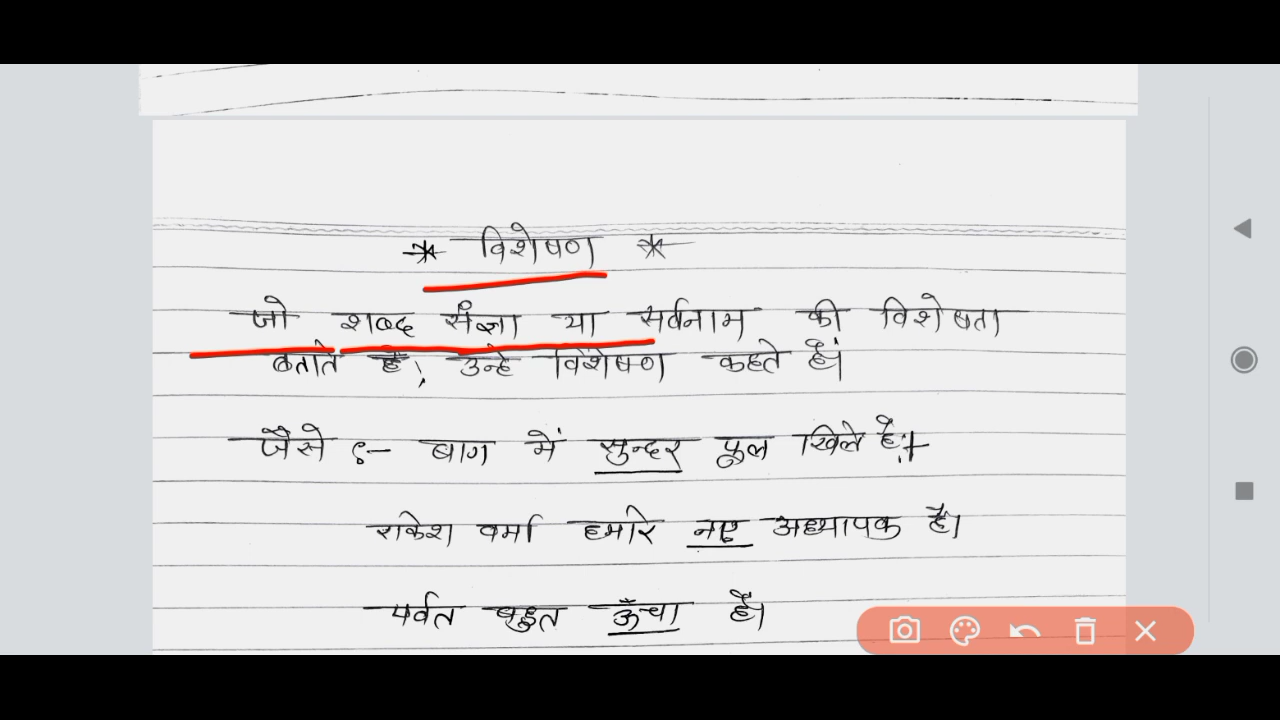 * विशेषण *
जो शब्द संज्ञा या सर्वनाम की विशेषता
बताते है, उन्हे विशेषण कहते हैं।
जैसे :- बाग में सुन्दर फूल खिले है।
राकेश वर्मा हमारे नए अध्यापक है।
पर्वत बहुत ऊँचा है।